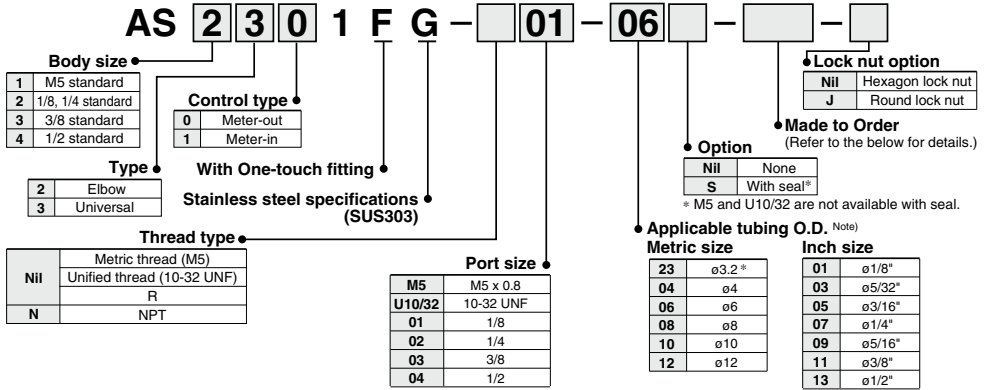 AS 2 3 0 1 F G - 01 - 06 -  -
Body size
1 M5 standard
2 1/8, 1/4 standard
3 3/8 standard
4 1/2 standard
Type
2 Elbow
3 Universal
Control type
0 Meter-out
1 Meter-in
With One-touch fitting
Stainless steel specifications
(SUS303)
Thread type
Nil Metric thread (M5)
Unified thread (10-32 UNF)
R
N NPT
Port size
M5 M5 x 0.8
U10/32 10-32 UNF
01 1/8
02 1/4
03 3/8
04 1/2
Lock nut option
Nil Hexagon lock nut
J Round lock nut
Made to Order
(Refer to the below for details.)
Option
Nil None
S With seal*
* M5 and U10/32 are not available with seal.
Applicable tubing O.D. Note)
Metric size
23 ø3.2 *
04 ø4
06 ø6
08 ø8
10 ø10
12 ø12
Inch size
01 ø1/8"
03 ø5/32"
05 ø3/16"
07 ø1/4"
09 ø5/16"
11 ø3/8"
13 ø1/2"